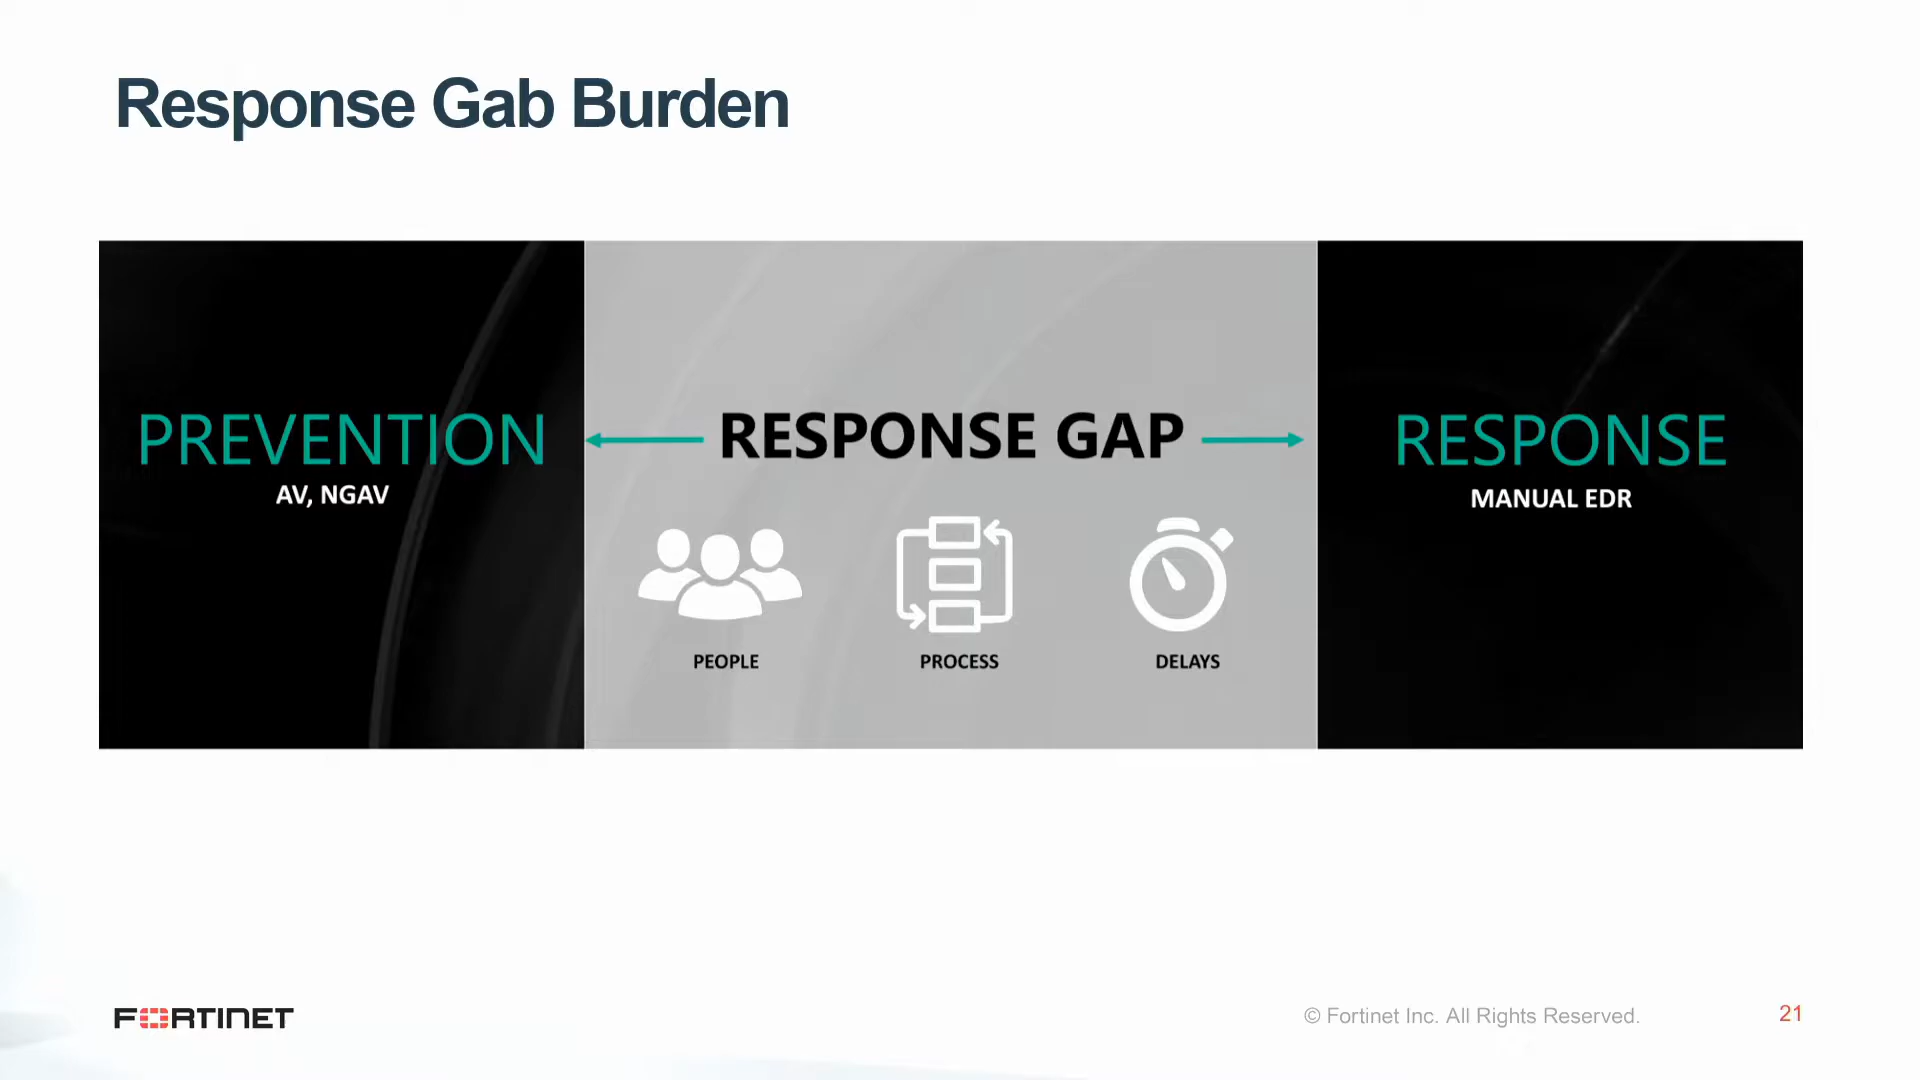 Response Gab Burden
PREVENTION
AV, NGAV
RESPONSE GAP
PEOPLE
PROCESS
DELAYS
RESPONSE
MANUAL EDR
FORTINET
© Fortinet Inc. All Rights Reserved.
21